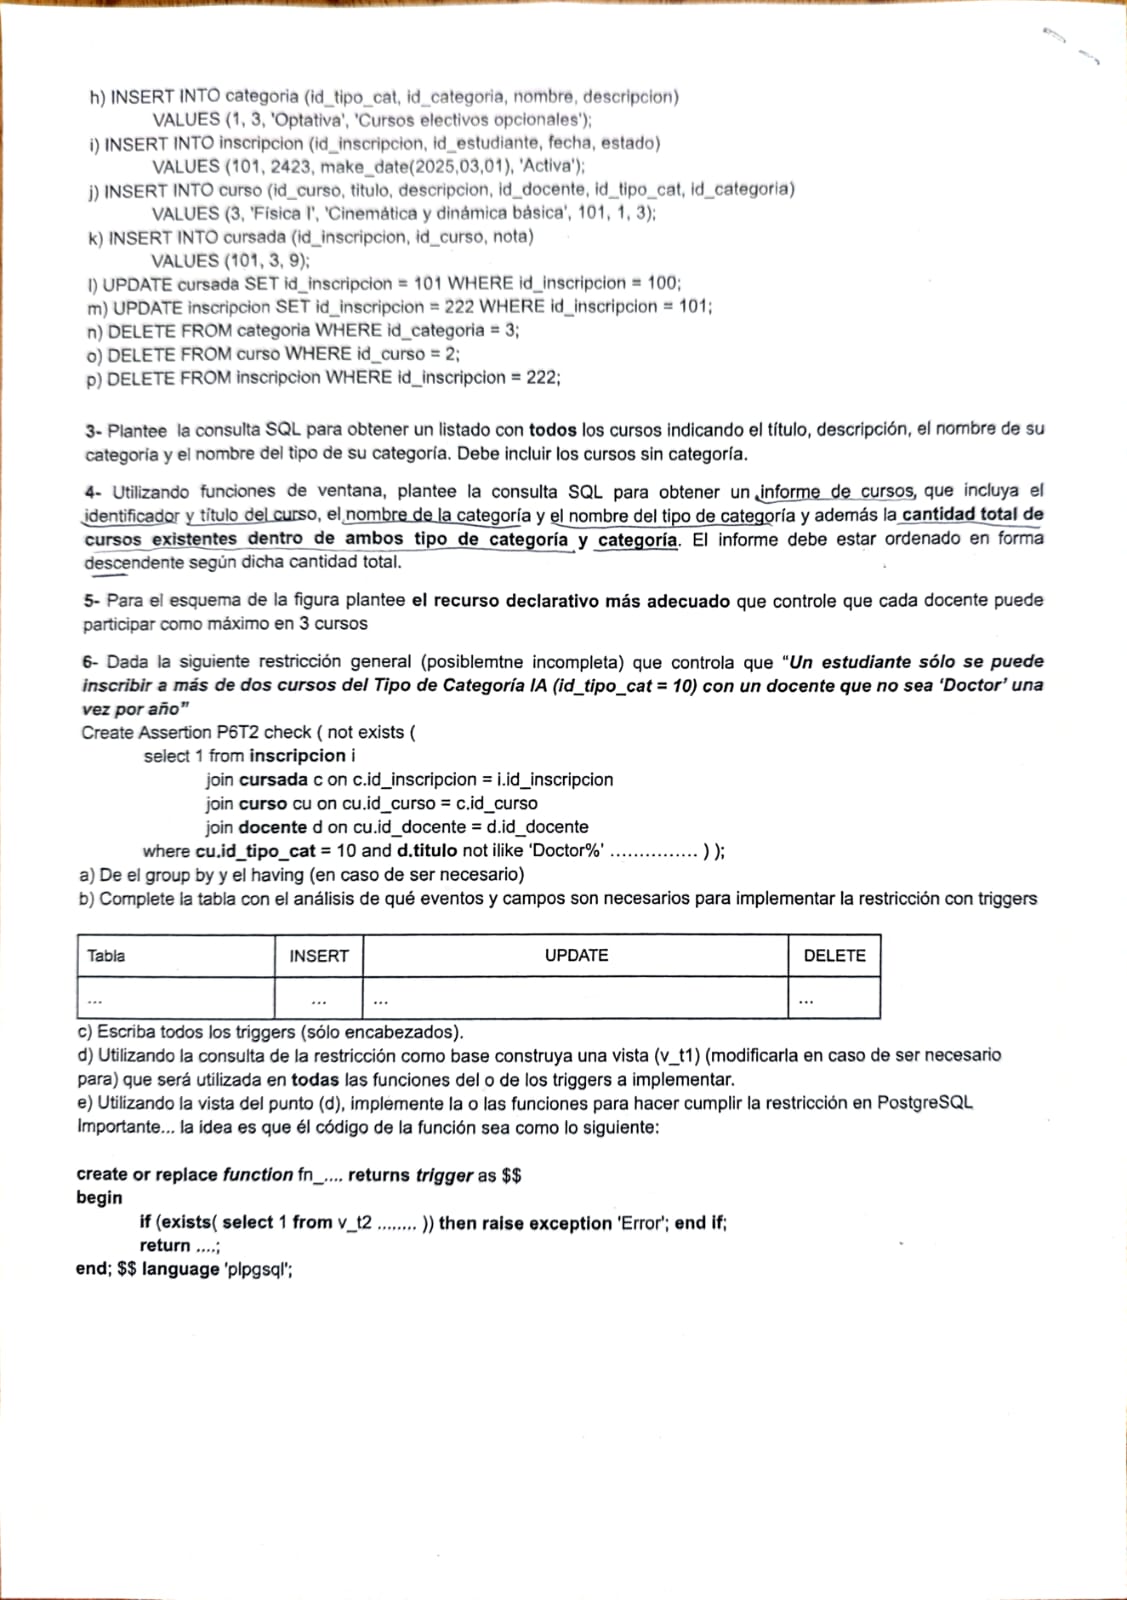 h) INSERT INTO categoria (id_tipo_cat, id_categoria, nombre, descripcion)
VALUES (1, 3, 'Optativa', 'Cursos electivos opcionales');
i) INSERT INTO inscripcion (id_inscripcion, id_estudiante, fecha, estado)
VALUES (101, 2423, make_date(2025,03,01), 'Activa');
j) INSERT INTO curso (id_curso, titulo, descripcion, id_docente, id_tipo_cat, id_categoria)
VALUES (3, 'Física I', 'Cinemática y dinámica básica', 101, 1, 3);
k) INSERT INTO cursada (id_inscripcion, id_curso, nota)
VALUES (101, 3, 9);
l) UPDATE cursada SET id_inscripcion = 101 WHERE id_inscripcion = 100;
m) UPDATE inscripcion SET id_inscripcion = 222 WHERE id_inscripcion = 101;
n) DELETE FROM categoria WHERE id_categoria = 3;
o) DELETE FROM curso WHERE id_curso = 2;
p) DELETE FROM inscripcion WHERE id_inscripcion = 222;
3- Plantee la consulta SQL para obtener un listado con todos los cursos indicando el título, descripción, el nombre de su
categoría y el nombre del tipo de su categoría. Debe incluir los cursos sin categoría.
4- Utilizando funciones de ventana, plantee la consulta SQL para obtener un informe de cursos, que incluya el
identificador y título del curso, el nombre de la categoría y el nombre del tipo de categoría y además la cantidad total de
cursos existentes dentro de ambos tipo de categoría y categoría. El informe debe estar ordenado en forma
descendente según dicha cantidad total.
5- Para el esquema de la figura plantee el recurso declarativo más adecuado que controle que cada docente puede
participar como máximo en 3 cursos
6- Dada la siguiente restricción general (posiblemtne incompleta) que controla que "Un estudiante sólo se puede
inscribir a más de dos cursos del Tipo de Categoría IA (id_tipo_cat = 10) con un docente que no sea 'Doctor' una
vez por año"
Create Assertion P6T2 check ( not exists (
select 1 from inscripcion i
join cursada c on c.id_inscripcion = i.id_inscripcion
join curso cu on cu.id_curso = c.id_curso
join docente d on cu.id_docente = d.id_docente
where cu.id_tipo_cat = 10 and d.titulo not ilike 'Doctor%' ............... ) );
a) De el group by y el having (en caso de ser necesario)
b) Complete la tabla con el análisis de qué eventos y campos son necesarios para implementar la restricción con triggers
Tabla INSERT UPDATE DELETE
... ... ... ...
c) Escriba todos los triggers (sólo encabezados).
d) Utilizando la consulta de la restricción como base construya una vista (v_t1) (modificarla en caso de ser necesario
para) que será utilizada en todas las funciones del o de los triggers a implementar.
e) Utilizando la vista del punto (d), implemente la o las funciones para hacer cumplir la restricción en PostgreSQL
Importante... la idea es que él código de la función sea como lo siguiente:
create or replace function fn_.... returns trigger as $$
begin
if (exists( select 1 from v_t2 ........ )) then raise exception 'Error'; end if;
return ....;
end; $$ language 'plpgsql';